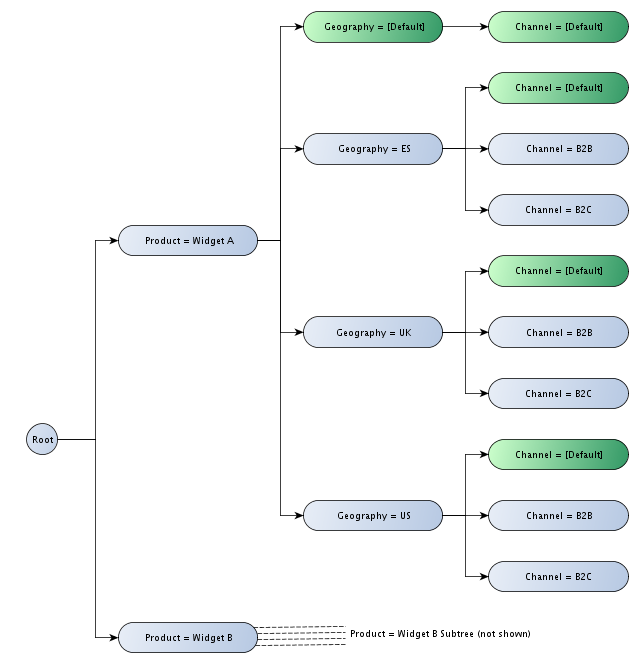 Geography = [Default]
Channel = [Default]
Channel = [Default]
Geography = ES
Channel = B2B
Channel = B2C
Product = Widget A
Channel = [Default]
Geography = UK
Channel = B2B
Channel = B2C
Root
Channel = [Default]
Geography = US
Channel = B2B
Channel = B2C
Product = Widget B
Product = Widget B Subtree (not shown)